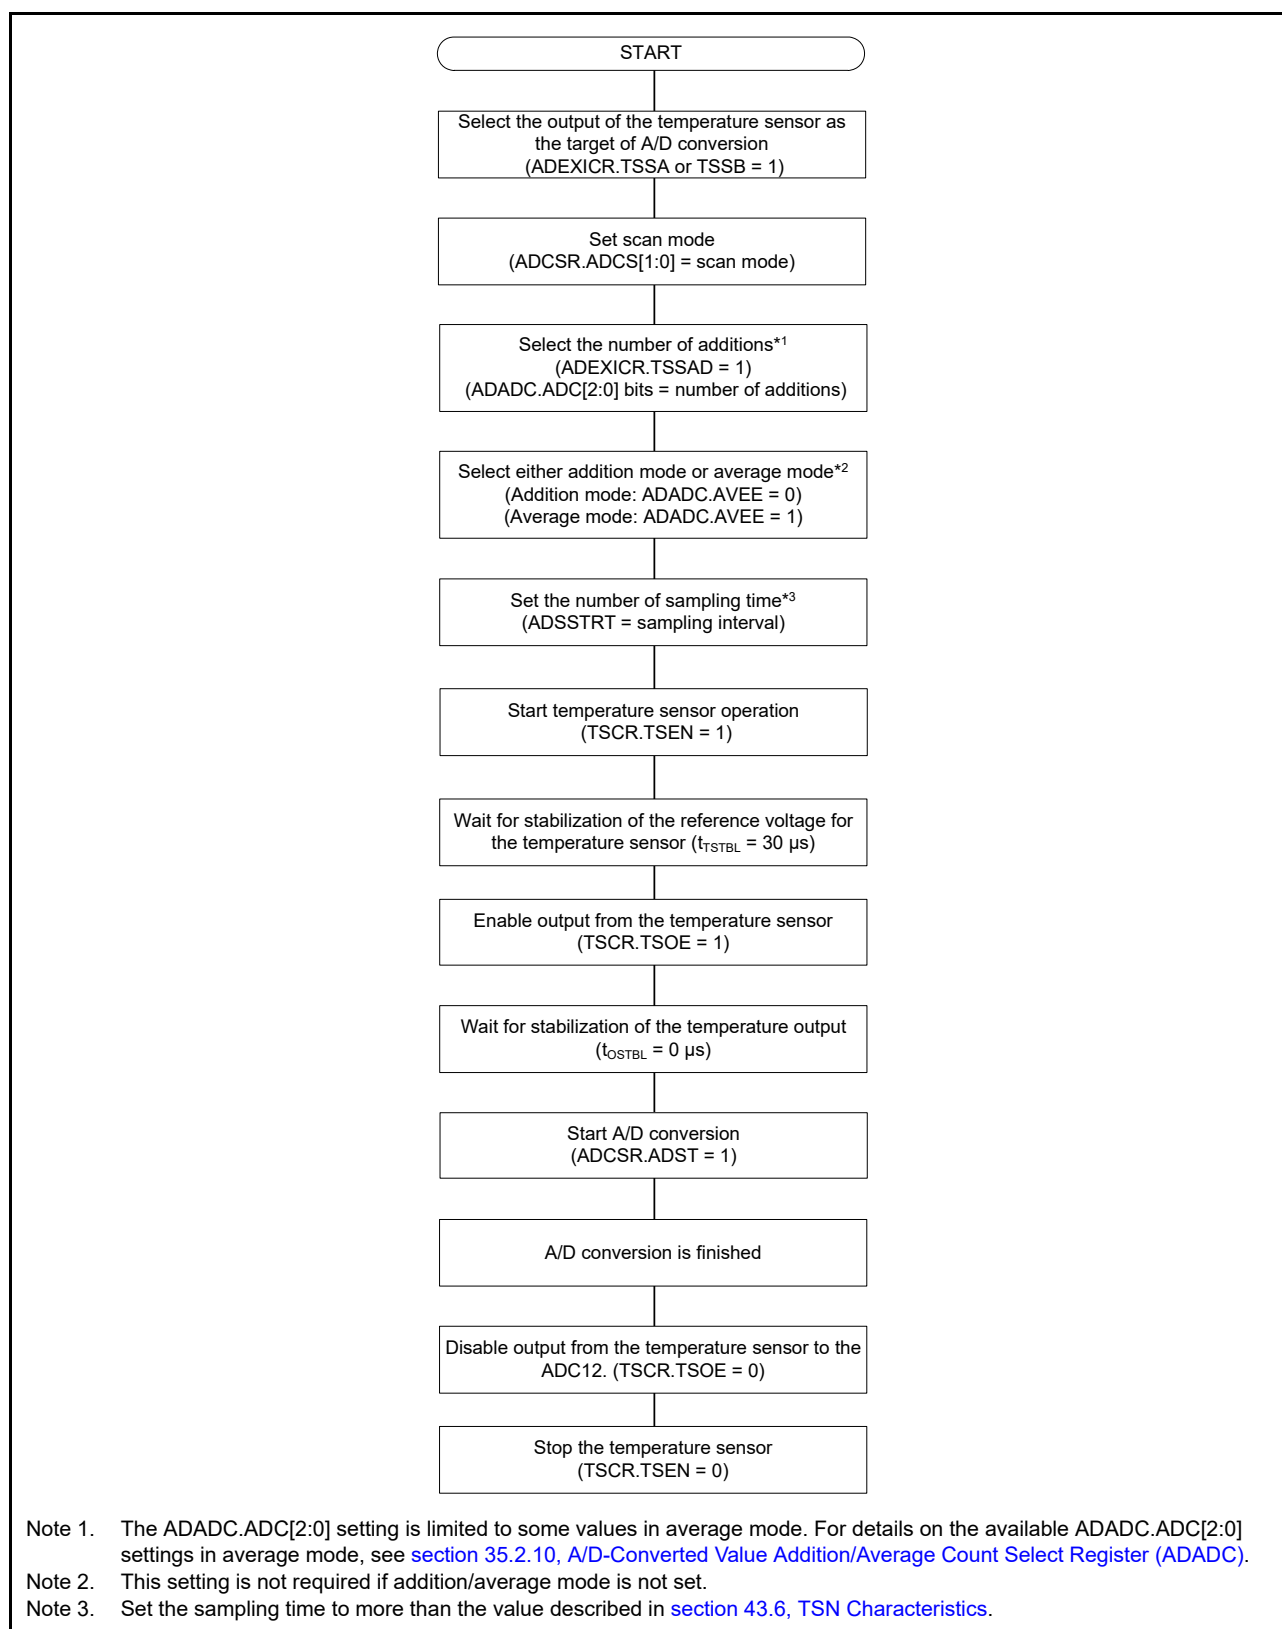 START
Select the output of the temperature sensor as
the target of A/D conversion
(ADEXICR.TSSA or TSSB = 1)
Set scan mode
(ADCSR.ADCS[1:0] = scan mode)
Select the number of additions*1
(ADEXICR.TSSAD = 1)
(ADADC.ADC[2:0] bits = number of additions)
Select either addition mode or average mode*2
(Addition mode: ADADC.AVEE = 0)
(Average mode: ADADC.AVEE = 1)
Set the number of sampling time*3
(ADSSTRT = sampling interval)
Start temperature sensor operation
(TSCR.TSEN = 1)
Wait for stabilization of the reference voltage for
the temperature sensor (tTSTBL = 30 µs)
Enable output from the temperature sensor
(TSCR.TSOE = 1)
Wait for stabilization of the temperature output
(tOSTBL = 0 µs)
Start A/D conversion
(ADCSR.ADST = 1)
A/D conversion is finished
Disable output from the temperature sensor to the
ADC12. (TSCR.TSOE = 0)
Stop the temperature sensor
(TSCR.TSEN = 0)
Note 1. The ADADC.ADC[2:0] setting is limited to some values in average mode. For details on the available ADADC.ADC[2:0]
settings in average mode, see section 35.2.10, A/D-Converted Value Addition/Average Count Select Register (ADADC).
Note 2. This setting is not required if addition/average mode is not set.
Note 3. Set the sampling time to more than the value described in section 43.6, TSN Characteristics.